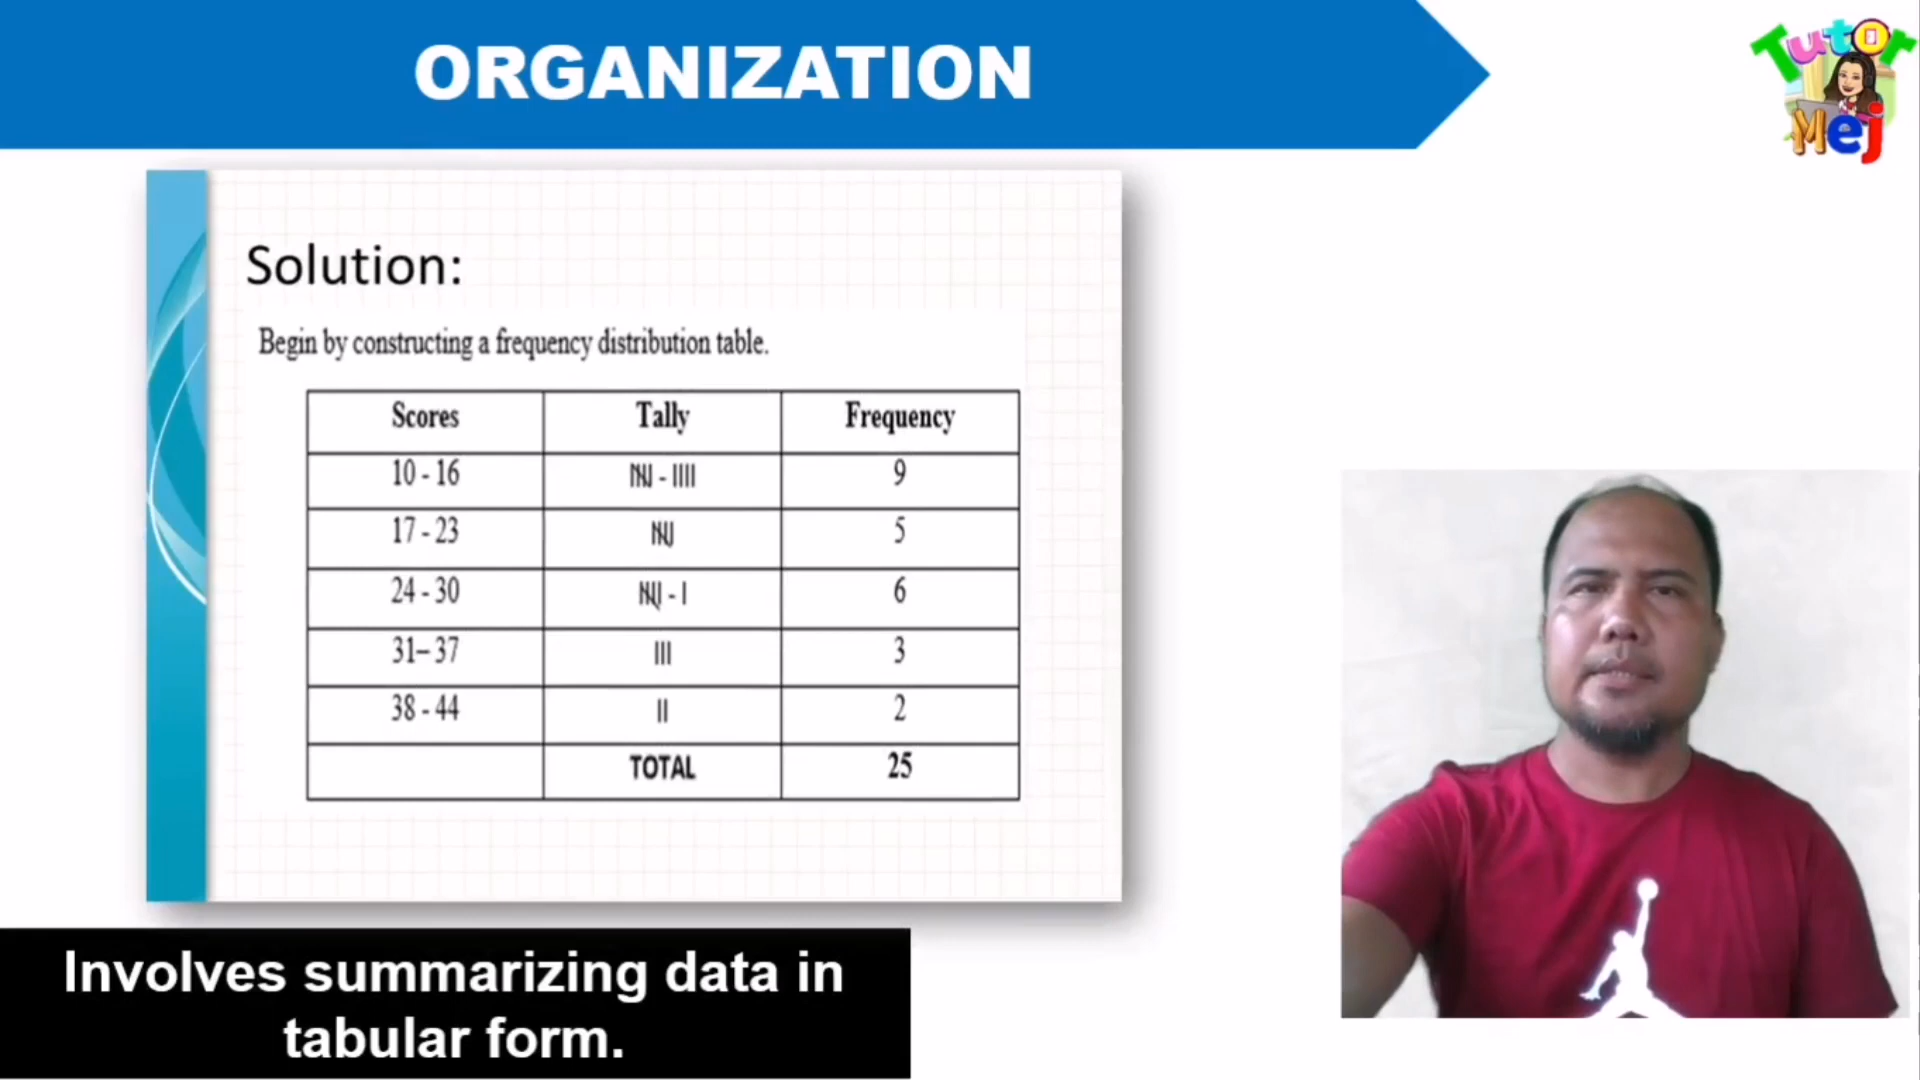 ORGANIZATION
Tutor
Mej
Solution:
Begin by constructing a frequency distribution table.
Scores Tally Frequency
10 - 16 𝍸 - IIII 9
17 - 23 𝍸 5
24 - 30 𝍸 - I 6
31– 37 III 3
38 - 44 II 2
TOTAL 25
Involves summarizing data in
tabular form.